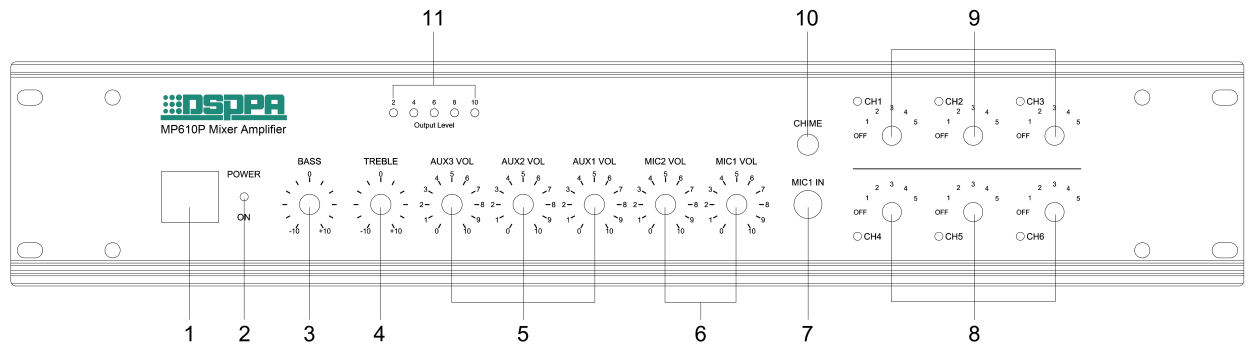 11
10
9
DSPPA
MP610P Mixer Amplifier
2 4 6 8 10
Output Level
CHIME
CH1 CH2 CH3
OFF 1 2 3 4 5
OFF 1 2 3 4 5
OFF 1 2 3 4 5
POWER
ON
BASS
0
-10 +10
TREBLE
0
-10 +10
AUX3 VOL
0 1 2 3 4 5 6 7 8 9 10
AUX2 VOL
0 1 2 3 4 5 6 7 8 9 10
AUX1 VOL
0 1 2 3 4 5 6 7 8 9 10
MIC2 VOL
0 1 2 3 4 5 6 7 8 9 10
MIC1 VOL
0 1 2 3 4 5 6 7 8 9 10
MIC1 IN
OFF 1 2 3 4 5
OFF 1 2 3 4 5
OFF 1 2 3 4 5
CH4 CH5 CH6
1 2 3 4 5 6 7 8